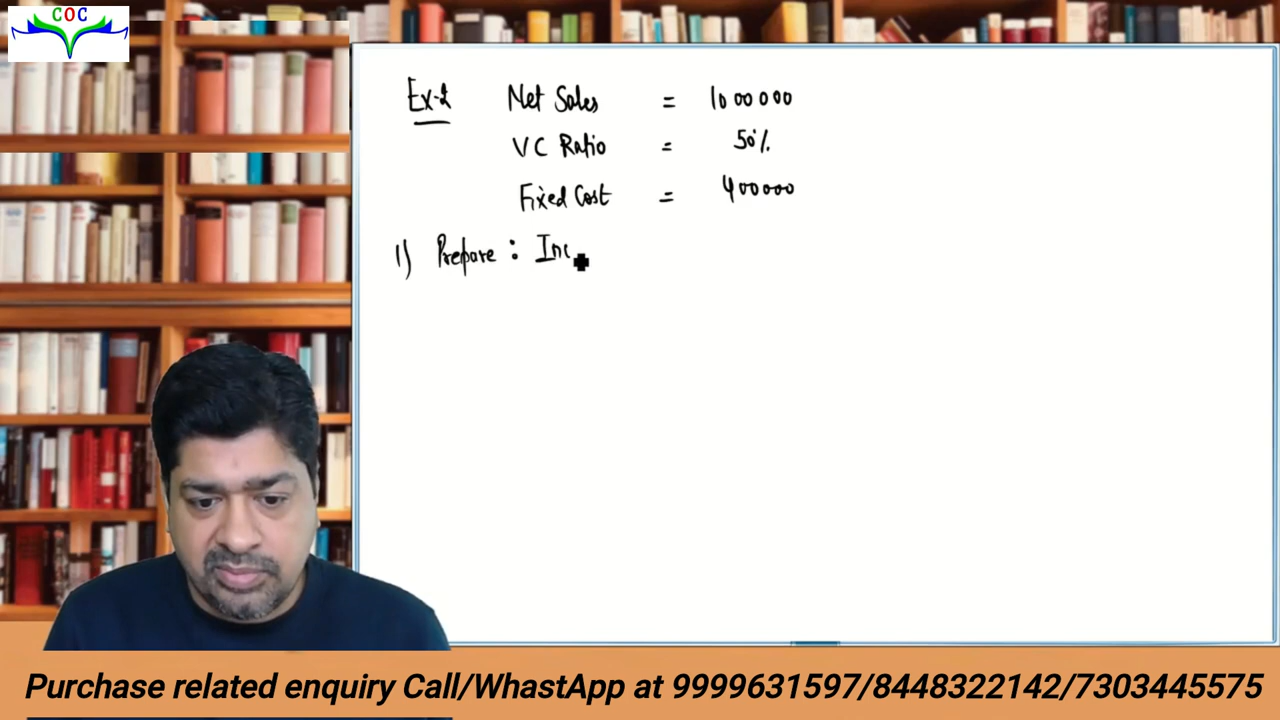 COC
Ex-2 Net Sales = 1000000
VC Ratio = 50%
Fixed Cost = 400000
1) Prepare : Inc
Purchase related enquiry Call/WhastApp at 9999631597/8448322142/7303445575